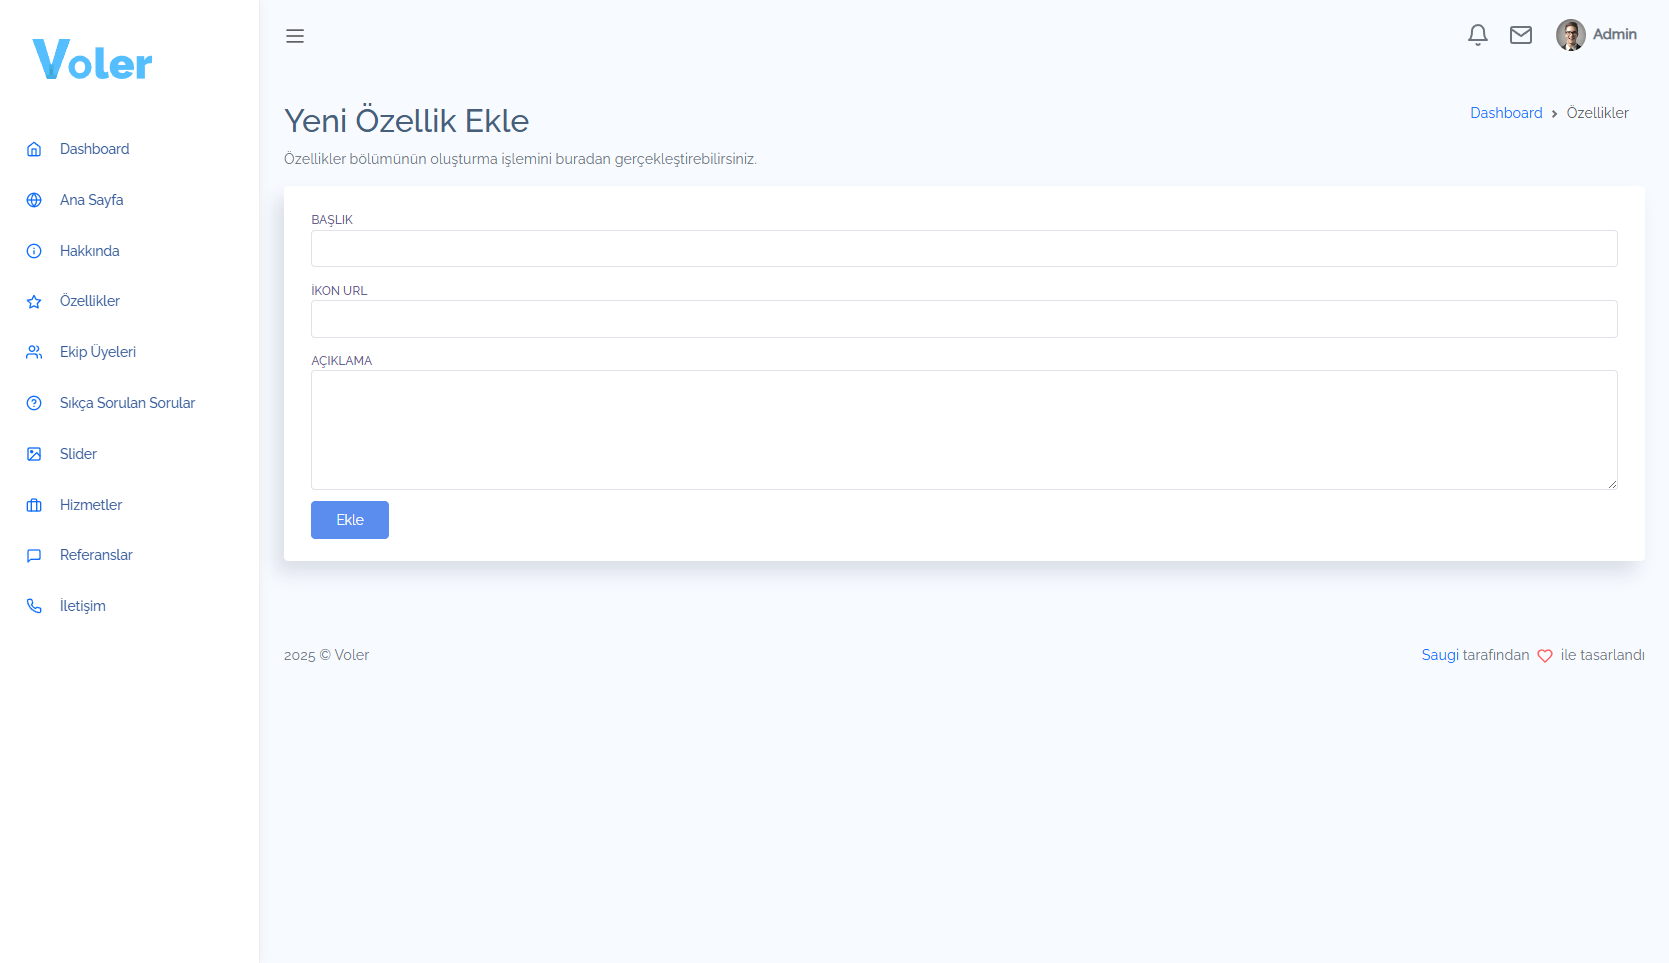 Voler
Dashboard
Ana Sayfa
Hakkında
Özellikler
Ekip Üyeleri
Sıkça Sorulan Sorular
Slider
Hizmetler
Referanslar
İletişim
Admin
Yeni Özellik Ekle
Dashboard › Özellikler
Özellikler bölümünün oluşturma işlemini buradan gerçekleştirebilirsiniz.
BAŞLIK
İKON URL
AÇIKLAMA
Ekle
2025 © Voler
Saugi tarafından ile tasarlandı